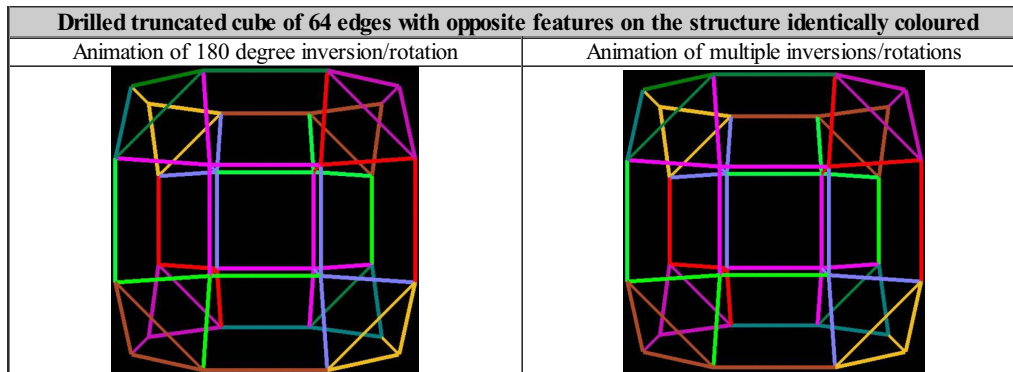 Drilled truncated cube of 64 edges with opposite features on the structure identically coloured
Animation of 180 degree inversion/rotation
Animation of multiple inversions/rotations